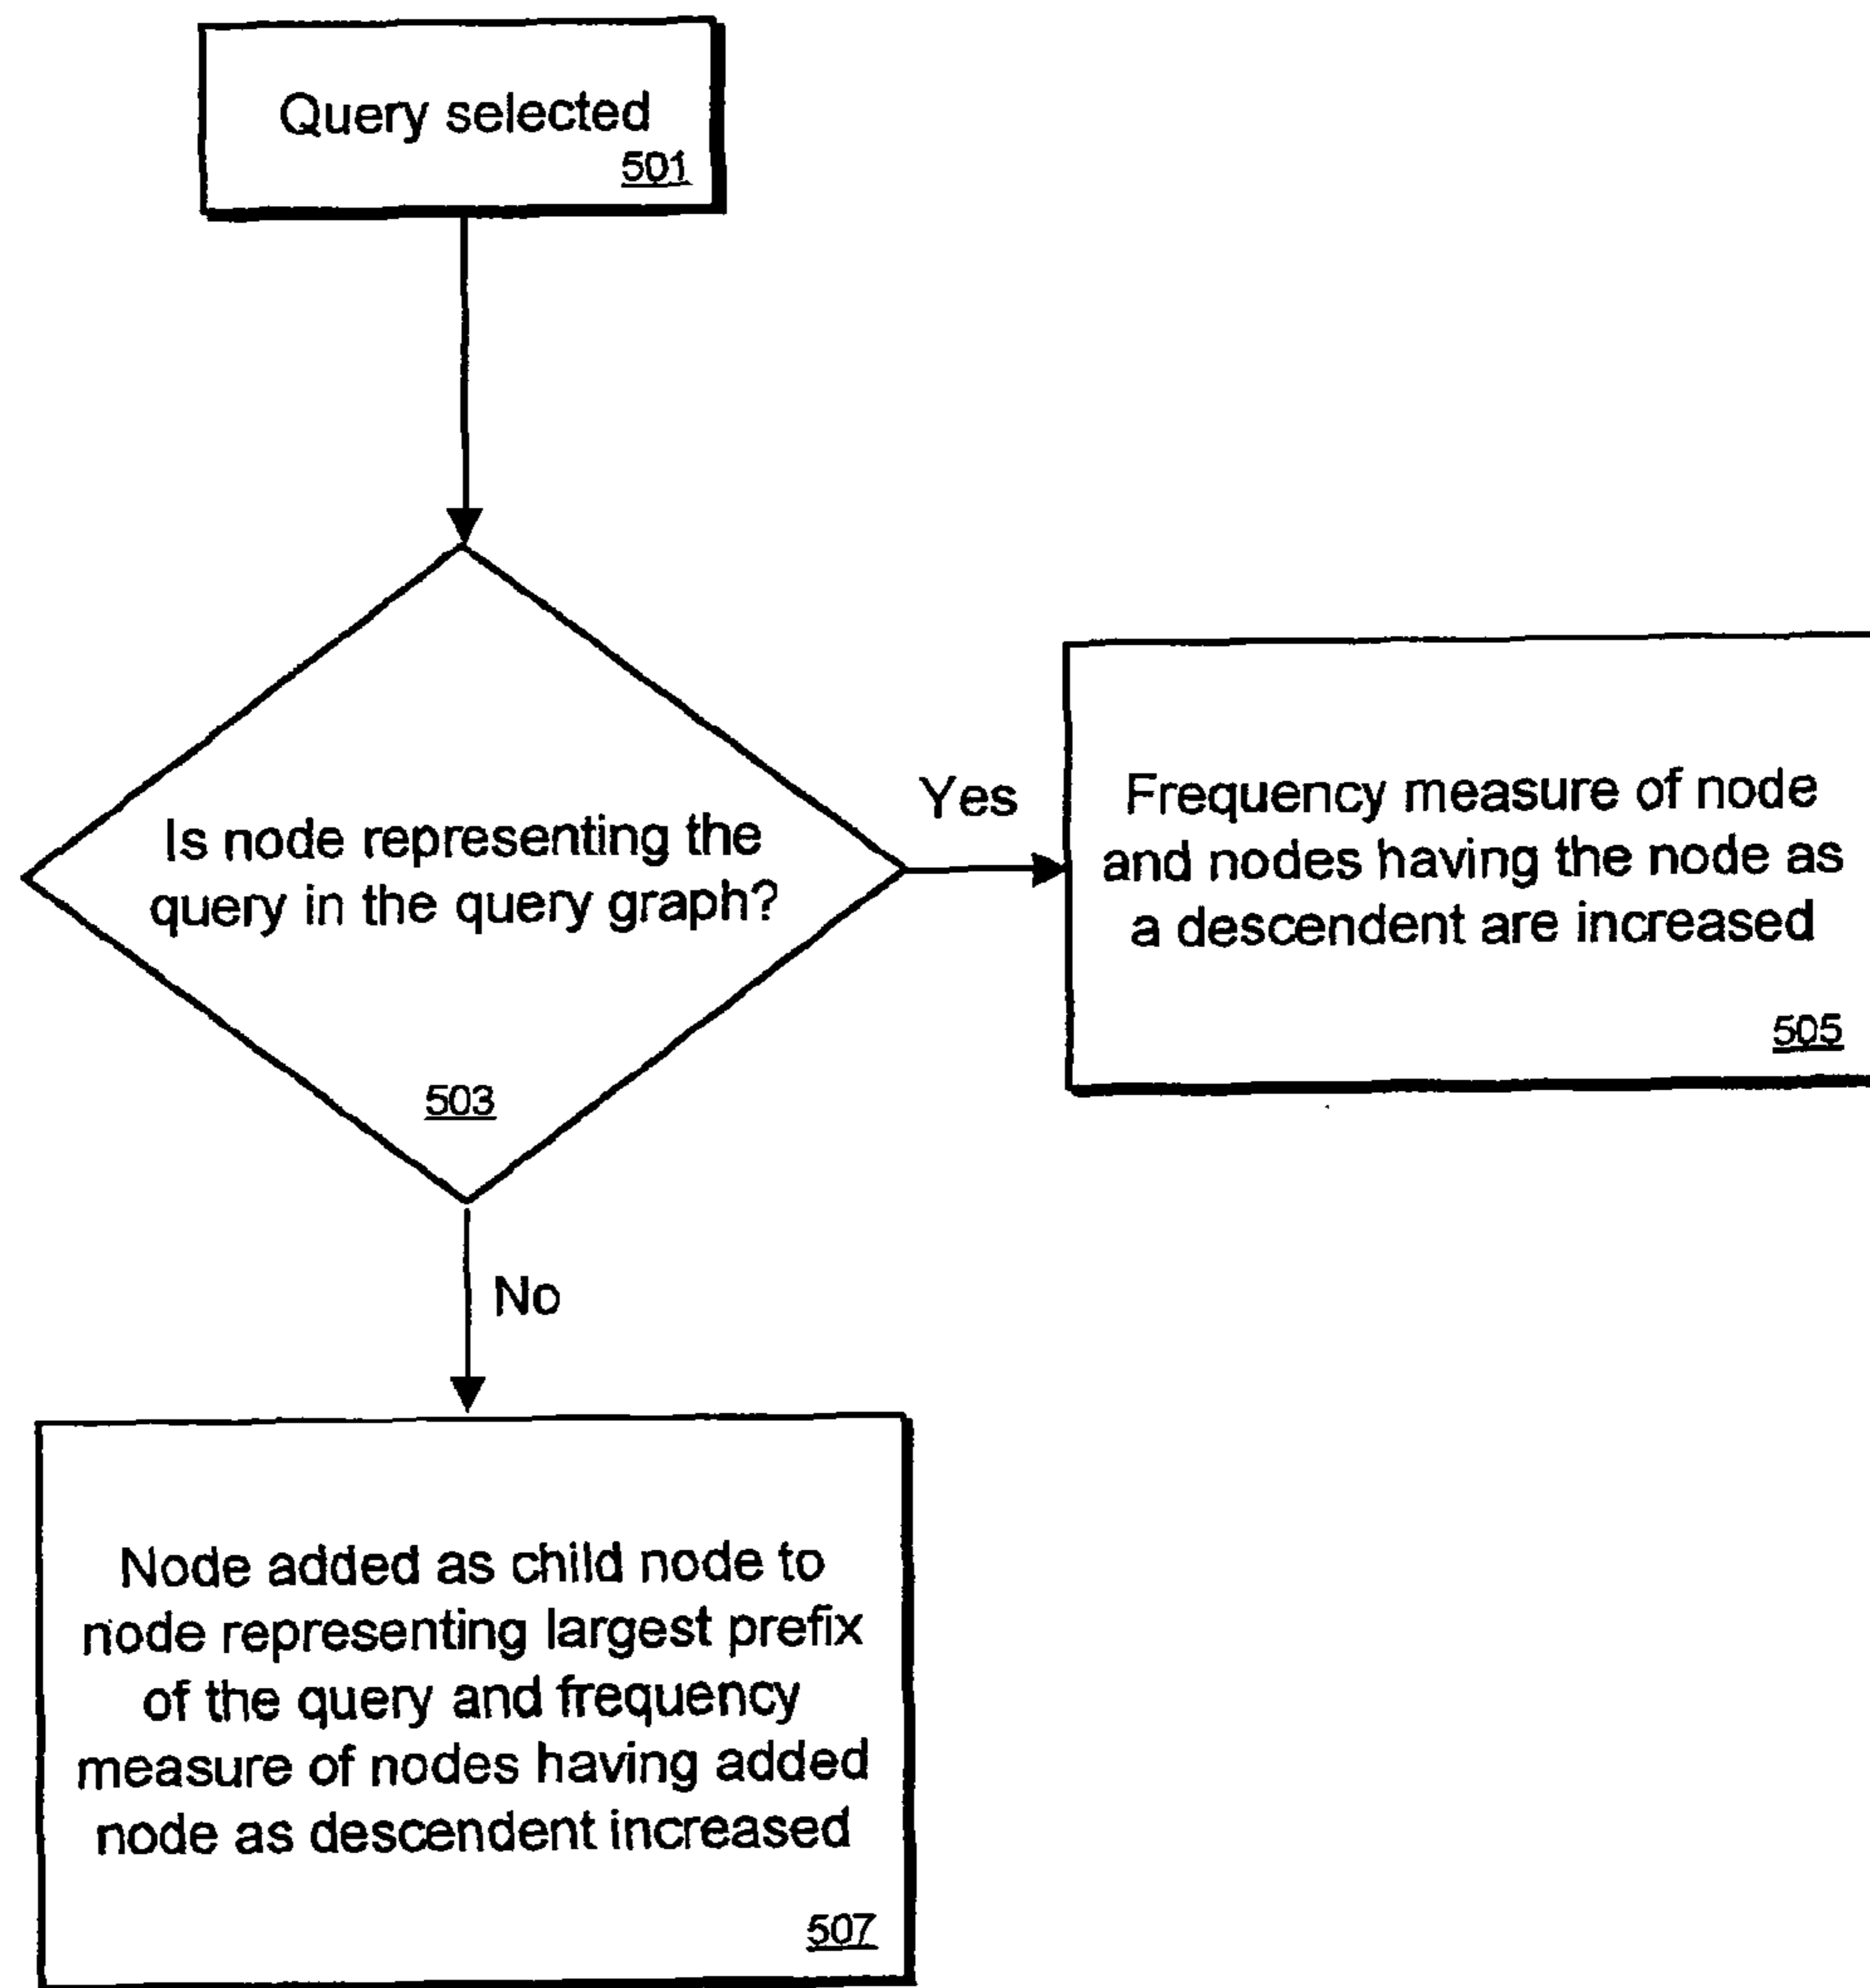 Query selected
501
Is node representing the
query in the query graph?
503
Yes
Frequency measure of node
and nodes having the node as
a descendent are increased
505
No
Node added as child node to
node representing largest prefix
of the query and frequency
measure of nodes having added
node as descendent increased
507